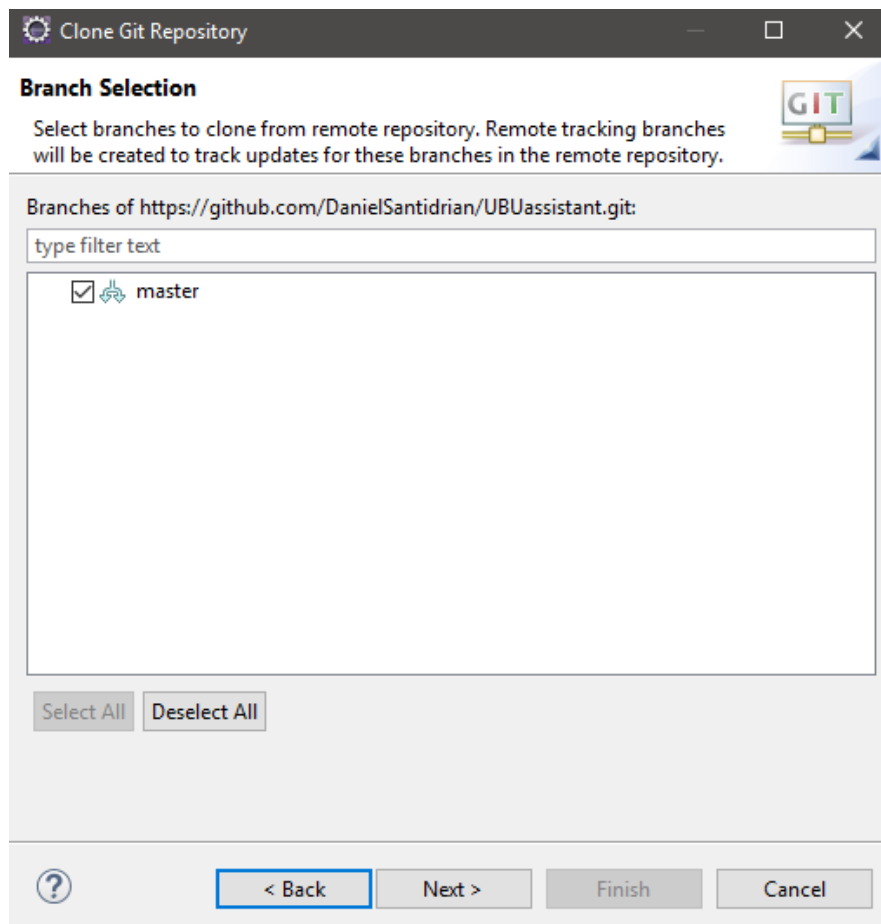 Clone Git Repository
Branch Selection
GIT
Select branches to clone from remote repository. Remote tracking branches
will be created to track updates for these branches in the remote repository.
Branches of https://github.com/DanielSantidrian/UBUassistant.git:
type filter text
master
Select All Deselect All
? < Back Next > Finish Cancel